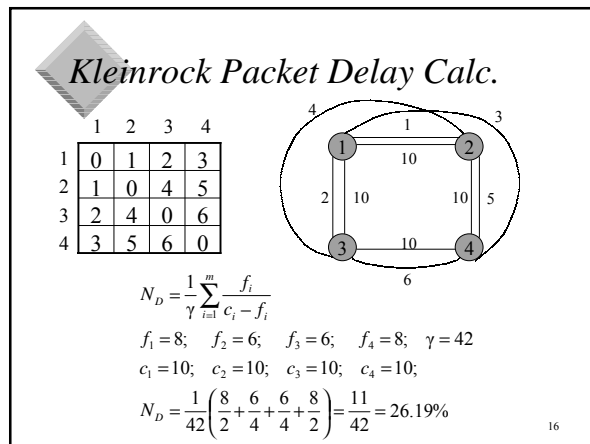 Kleinrock Packet Delay Calc.
1 2 3 4
1 0 1 2 3
2 1 0 4 5
3 2 4 0 6
4 3 5 6 0
4
3
1
1
2
10
2
10
10
5
3
10
4
6
N_D = 1/γ ∑_{i=1}^{m} f_i/(c_i − f_i)
f_1 = 8; f_2 = 6; f_3 = 6; f_4 = 8; γ = 42
c_1 = 10; c_2 = 10; c_3 = 10; c_4 = 10;
N_D = 1/42 (8/2 + 6/4 + 6/4 + 8/2) = 11/42 = 26.19%
16